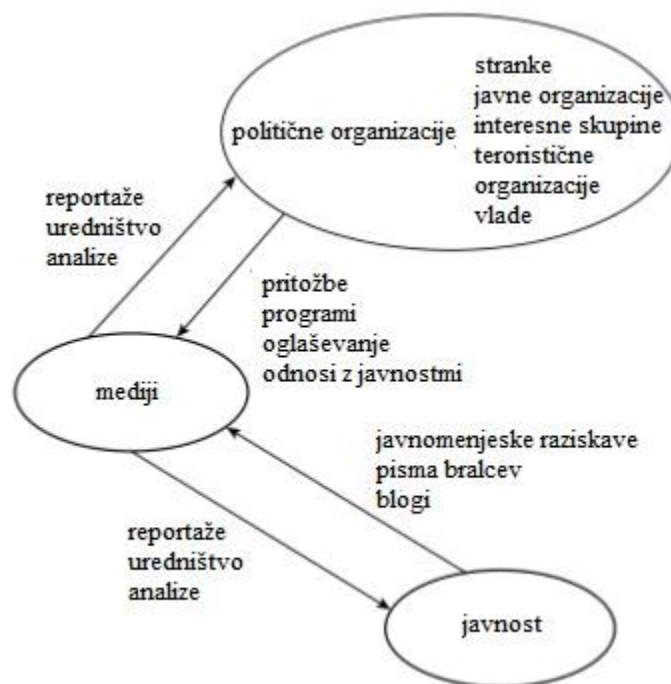 stranke
javne organizacije
politične organizacije
interesne skupine
teroristične
organizacije
vlade
reportaže
uredništvo
analize
pritožbe
programi
oglaševanje
odnosi z javnostmi
mediji
javnomenjeske raziskave
pisma bralcev
blogi
reportaže
uredništvo
analize
javnost